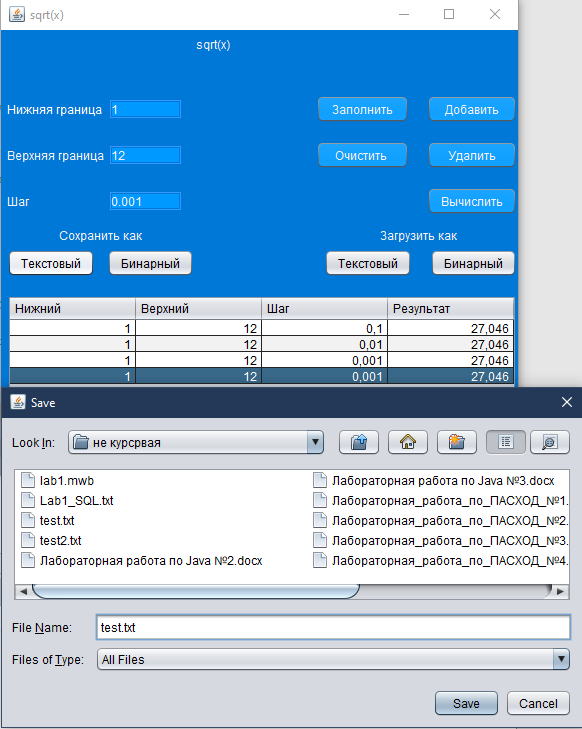 sqrt(x)
sqrt(x)
Нижняя граница 1 Заполнить Добавить
Верхняя граница 12 Очистить Удалить
Шаг 0.001 Вычислить
Сохранить как Загрузить как
Текстовый Бинарный Текстовый Бинарный
Нижний Верхний Шаг Результат
1 12 0,1 27,046
1 12 0,01 27,046
1 12 0,001 27,046
1 12 0,001 27,046
Save
Look In: не курсрвая
lab1.mwb Лабораторная работа по Java №3.docx
Lab1_SQL.txt Лабораторная_работа_по_ПАСХОД_№1.
test.txt Лабораторная_работа_по_ПАСХОД_№2.
test2.txt Лабораторная_работа_по_ПАСХОД_№3.
Лабораторная работа по Java №2.docx Лабораторная_работа_по_ПАСХОД_№4.
File Name: test.txt
Files of Type: All Files
Save Cancel